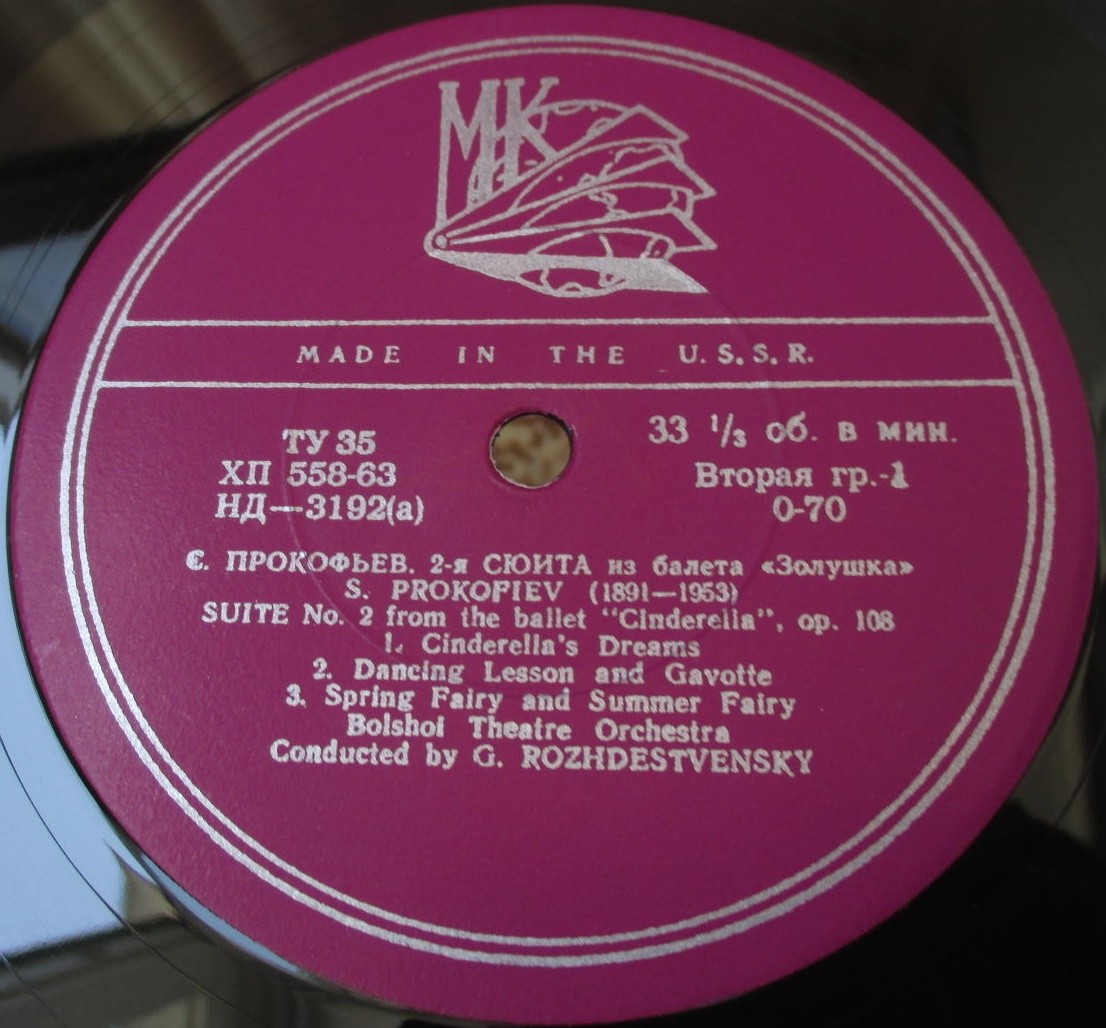 МК
MADE IN THE U.S.S.R.
ТУ 35
ХП 558-63
НД—3192(а)
33 ⅓ об. в мин.
Вторая гр.-1
0-70
С. ПРОКОФЬЕВ. 2-я СЮИТА из балета «Золушка»
S. PROKOFIEV (1891—1953)
SUITE No. 2 from the ballet "Cinderella", op. 108
1. Cinderella's Dreams
2. Dancing Lesson and Gavotte
3. Spring Fairy and Summer Fairy
Bolshoi Theatre Orchestra
Conducted by G. ROZHDESTVENSKY